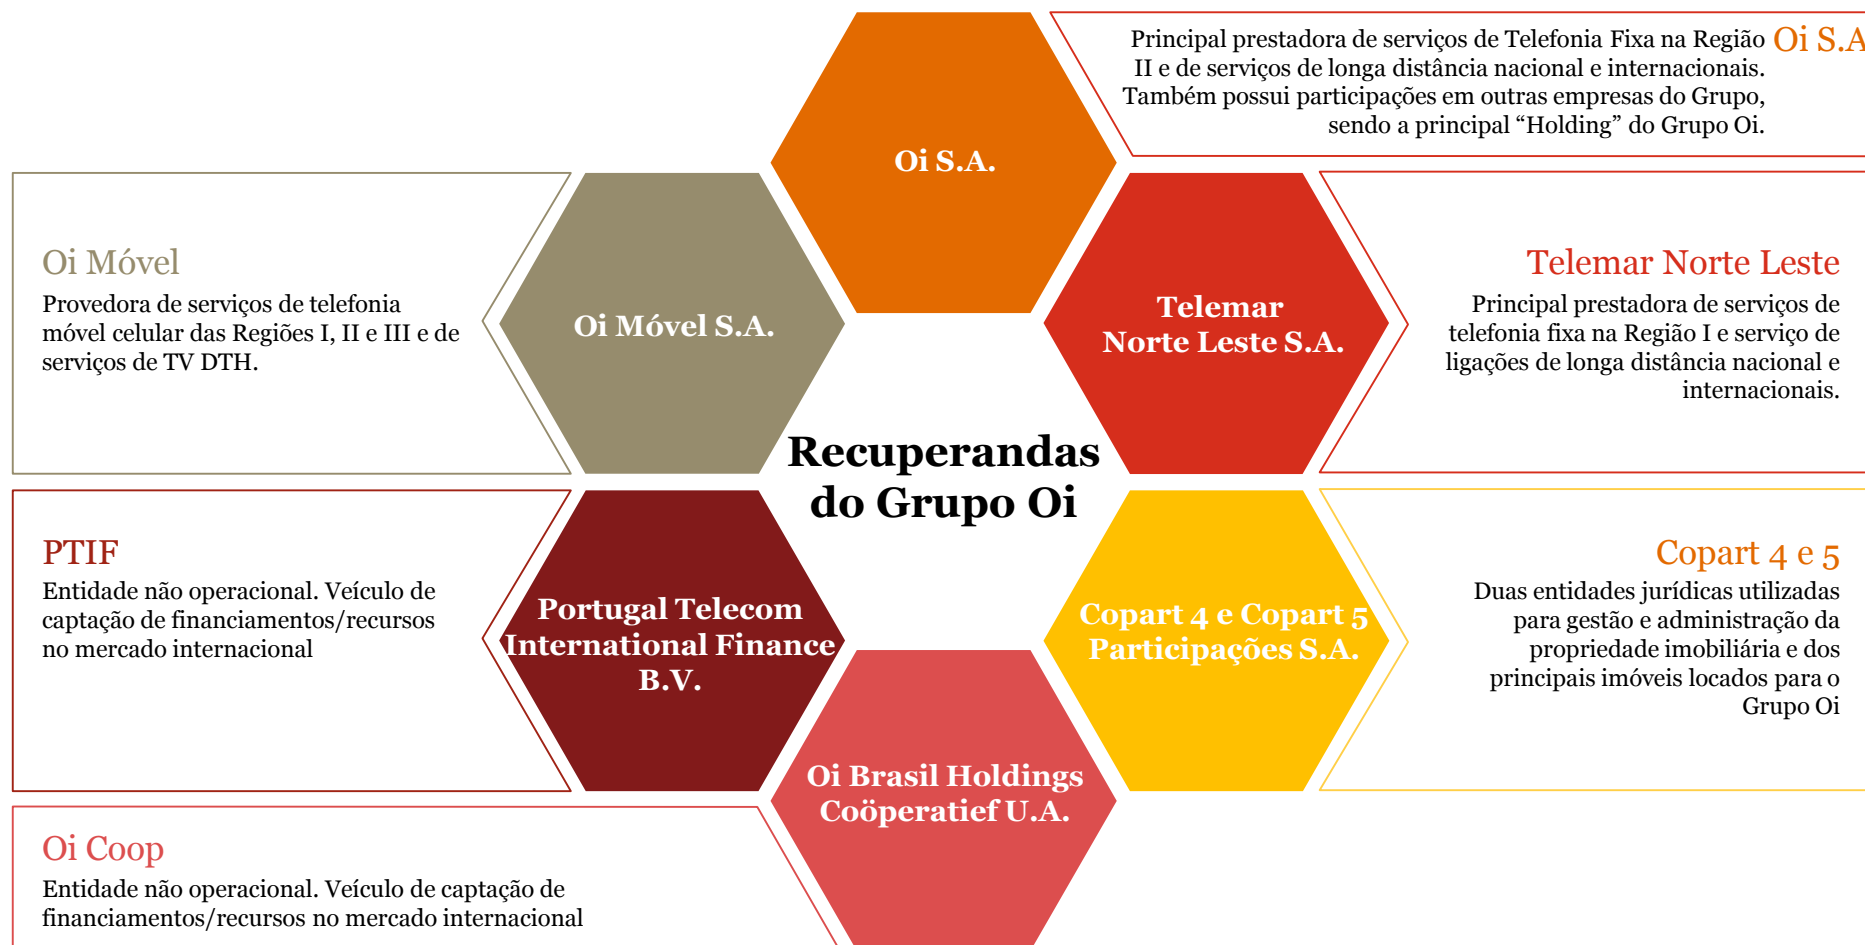 Principal prestadora de serviços de Telefonia Fixa na Região
II e de serviços de longa distância nacional e internacionais.
Também possui participações em outras empresas do Grupo,
sendo a principal “Holding” do Grupo Oi.
Oi S.A
Oi S.A.
Oi Móvel
Provedora de serviços de telefonia
móvel celular das Regiões I, II e III e de
serviços de TV DTH.
Oi Móvel S.A.
Telemar
Norte Leste S.A.
Telemar Norte Leste
Principal prestadora de serviços de
telefonia fixa na Região I e serviço de
ligações de longa distância nacional e
internacionais.
Recuperandas
do Grupo Oi
PTIF
Entidade não operacional. Veículo de
captação de financiamentos/recursos
no mercado internacional
Portugal Telecom
International Finance
B.V.
Copart 4 e Copart 5
Participações S.A.
Copart 4 e 5
Duas entidades jurídicas utilizadas
para gestão e administração da
propriedade imobiliária e dos
principais imóveis locados para o
Grupo Oi
Oi Brasil Holdings
Coöperatief U.A.
Oi Coop
Entidade não operacional. Veículo de captação de
financiamentos/recursos no mercado internacional